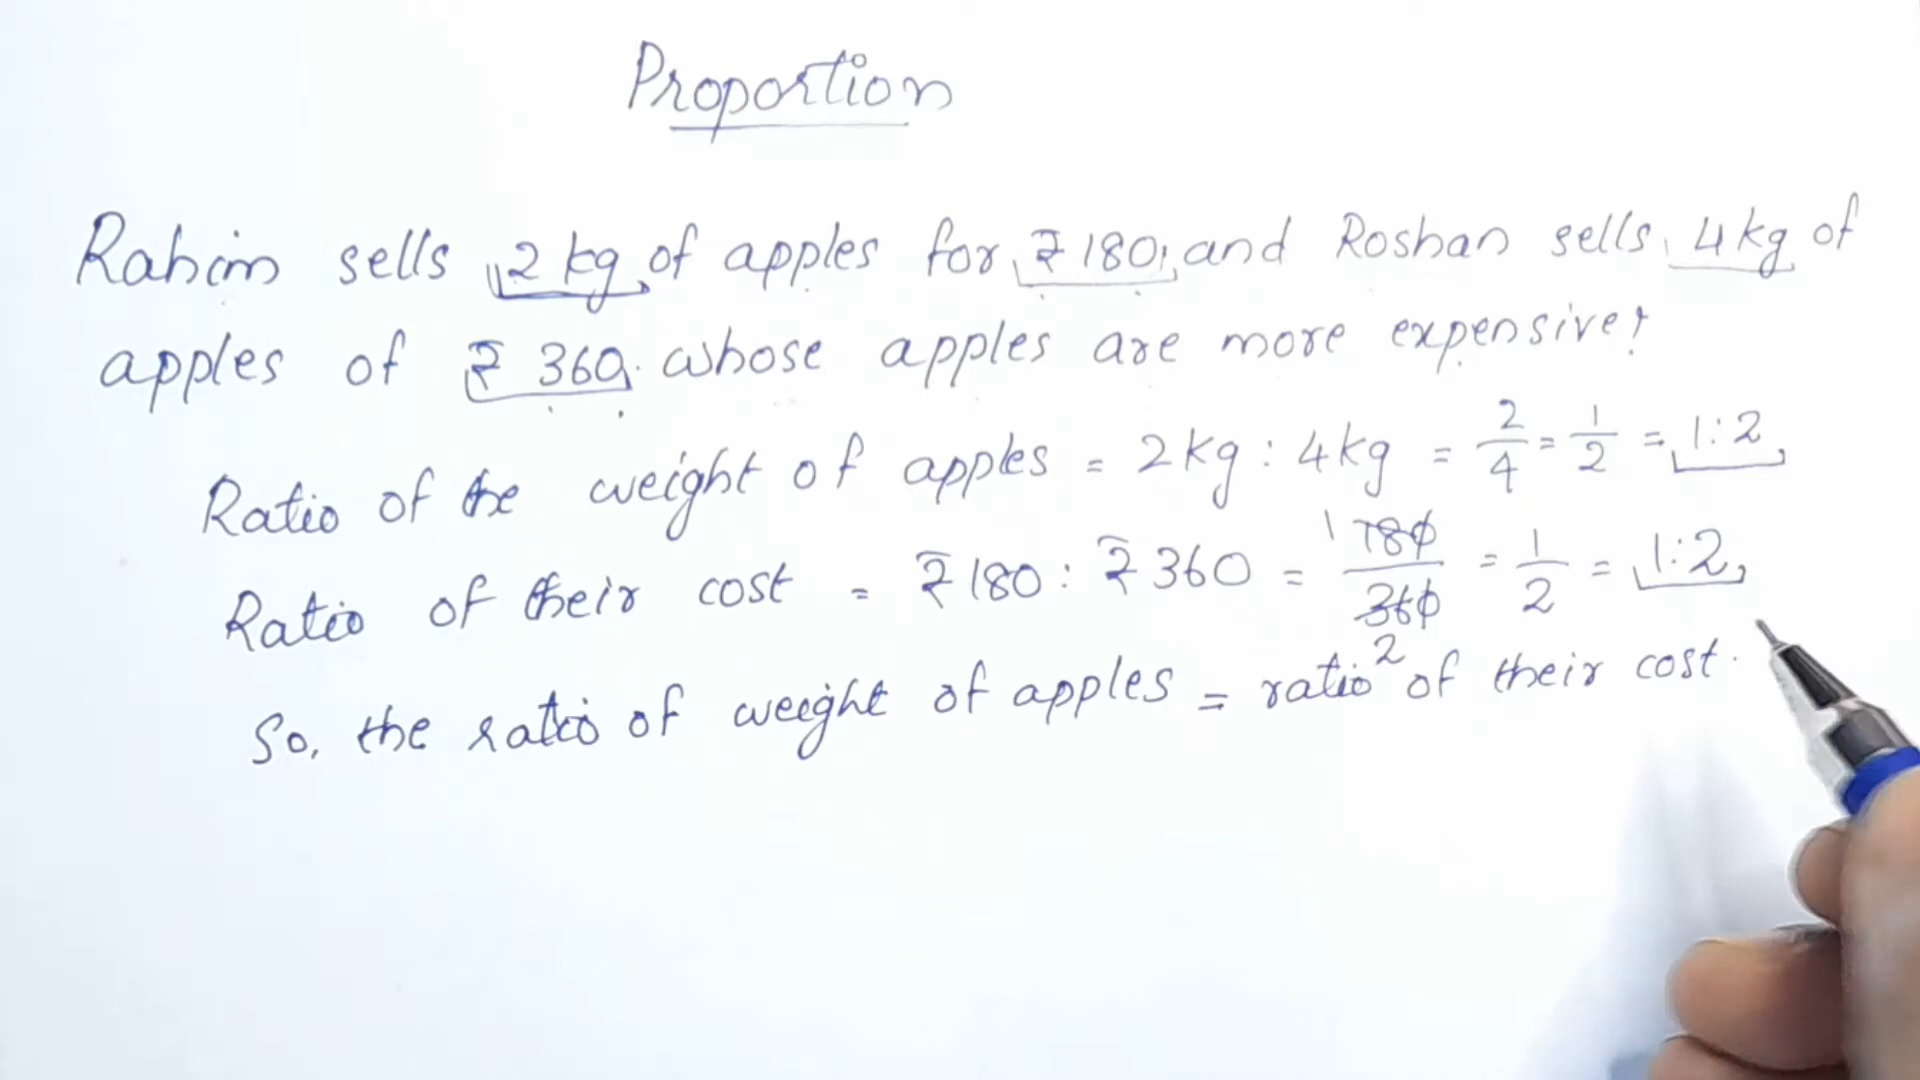 Proportion
Rahim sells 2 kg of apples for ₹ 180, and Roshan sells 4 kg of
apples of ₹ 360. whose apples are more expensive?
Ratio of the weight of apples = 2kg : 4kg = 2/4 = 1/2 = 1:2
Ratio of their cost = ₹ 180 : ₹ 360 = 1 180/360 2 = 1/2 = 1:2,
So, the ratio of weight of apples = ratio of their cost.